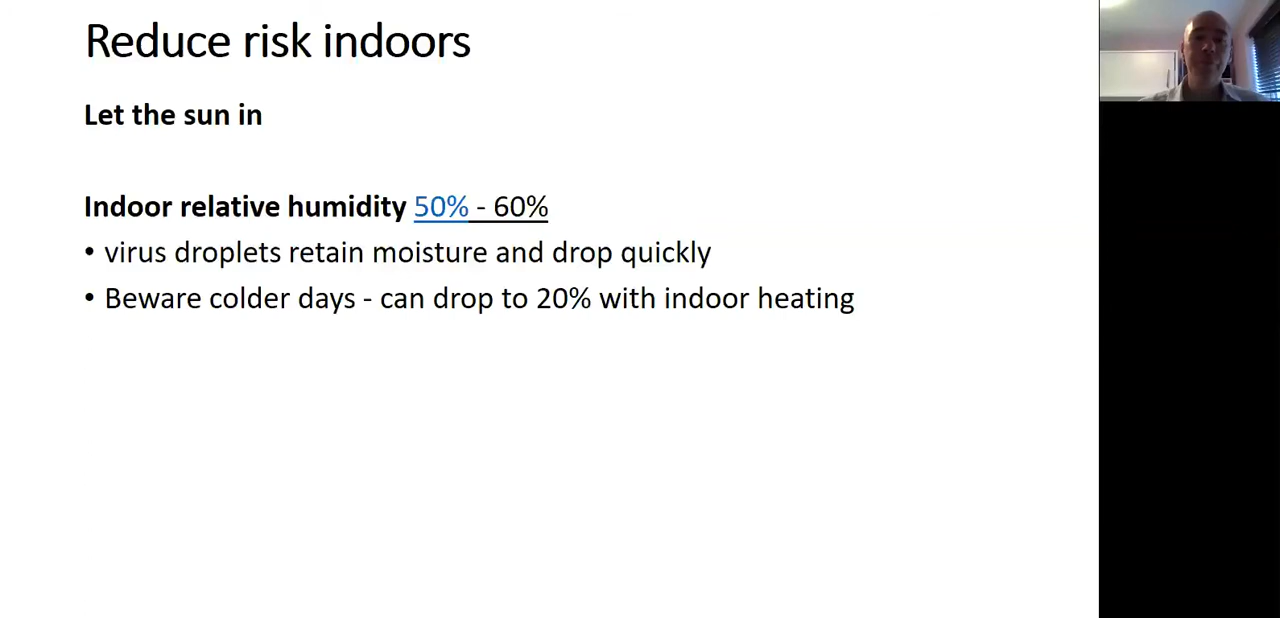 Reduce risk indoors
Let the sun in
Indoor relative humidity 50% - 60%
• virus droplets retain moisture and drop quickly
• Beware colder days - can drop to 20% with indoor heating